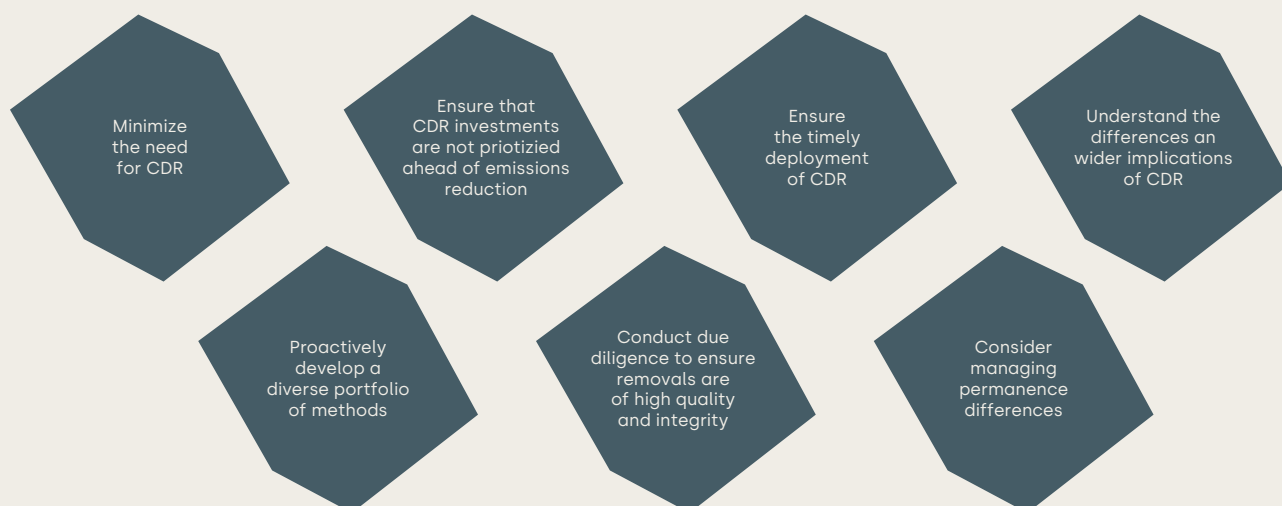 Minimize
the need
for CDR
Ensure that
CDR investments
are not priotizied
ahead of emissions
reduction
Ensure
the timely
deployment
of CDR
Understand the
differences an
wider implications
of CDR
Proactively
develop a
diverse portfolio
of methods
Conduct due
diligence to ensure
removals are
of high quality
and integrity
Consider
managing
permanence
differences